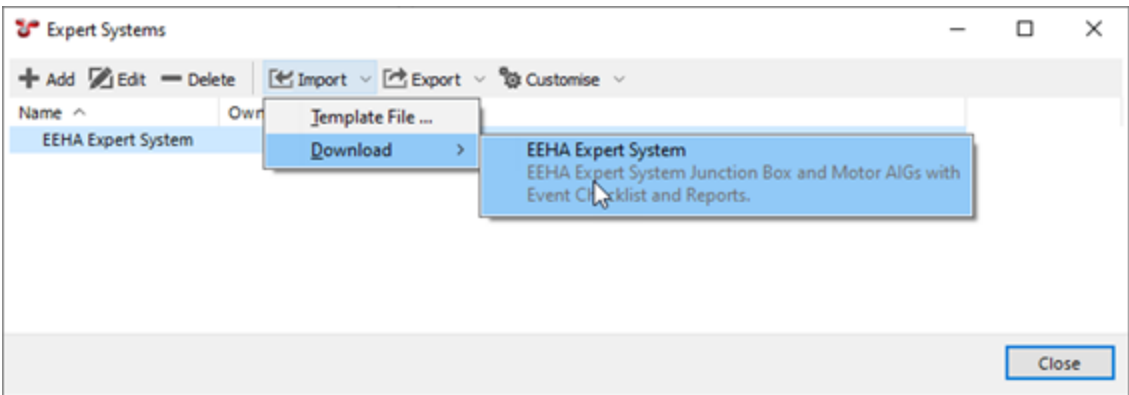 Expert Systems
Add Edit Delete Import Export Customise
Name Own
Template File ...
EEHA Expert System
Download
EEHA Expert System
EEHA Expert System Junction Box and Motor AIGs with
Event Checklist and Reports.
Close